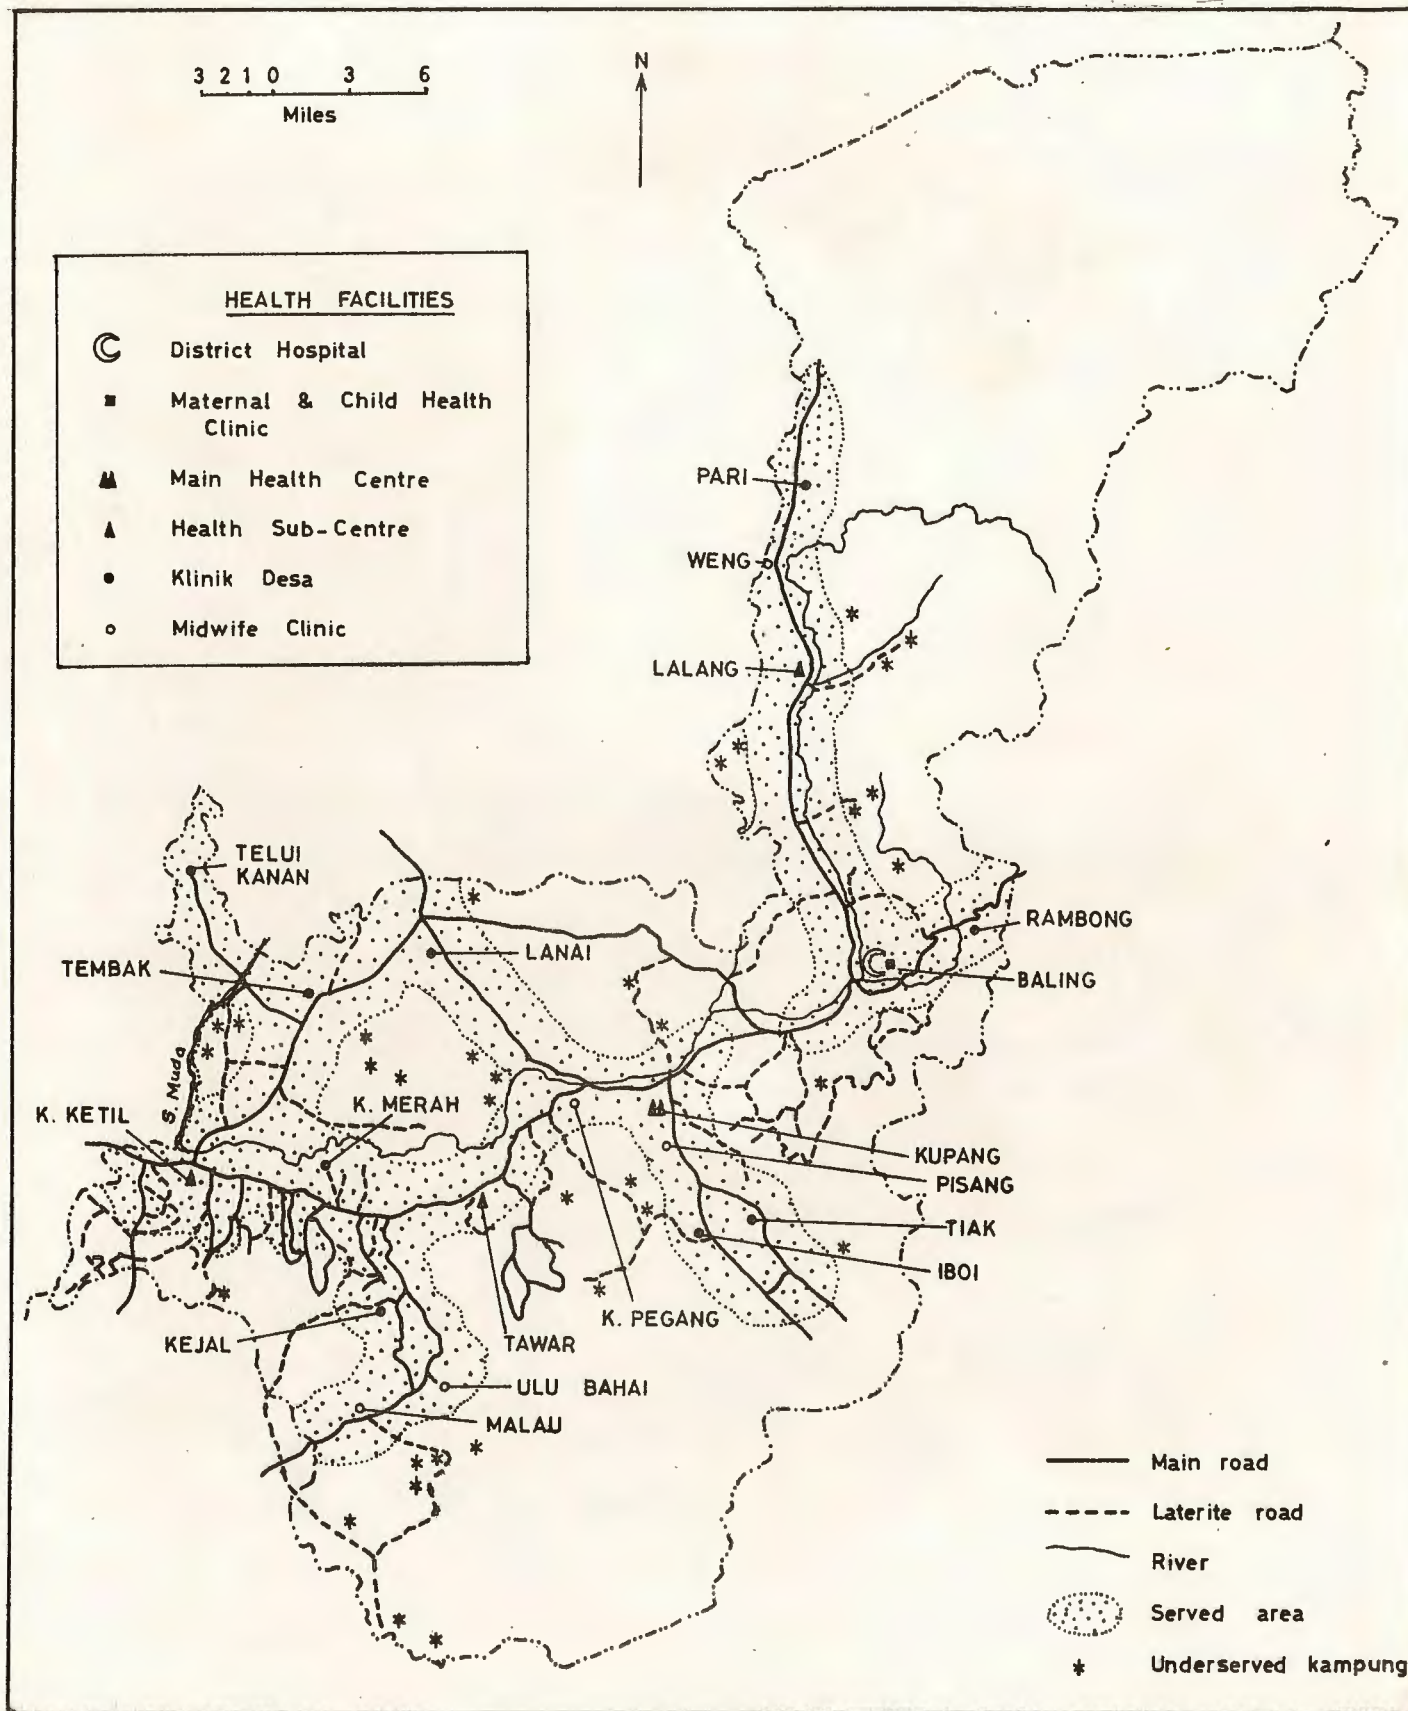 3 2 1 0 3 6
Miles
N
HEALTH FACILITIES
District Hospital
Maternal & Child Health
Clinic
Main Health Centre
Health Sub-Centre
Klinik Desa
Midwife Clinic
PARI
WENG
LALANG
TELUI
KANAN
RAMBONG
LANAI
TEMBAK
BALING
S. Muda
K. MERAH
K. KETIL
KUPANG
PISANG
TIAK
IBOI
K. PEGANG
KEJAL
TAWAR
ULU BAHAI
MALAU
Main road
Laterite road
River
Served area
Underserved kampung